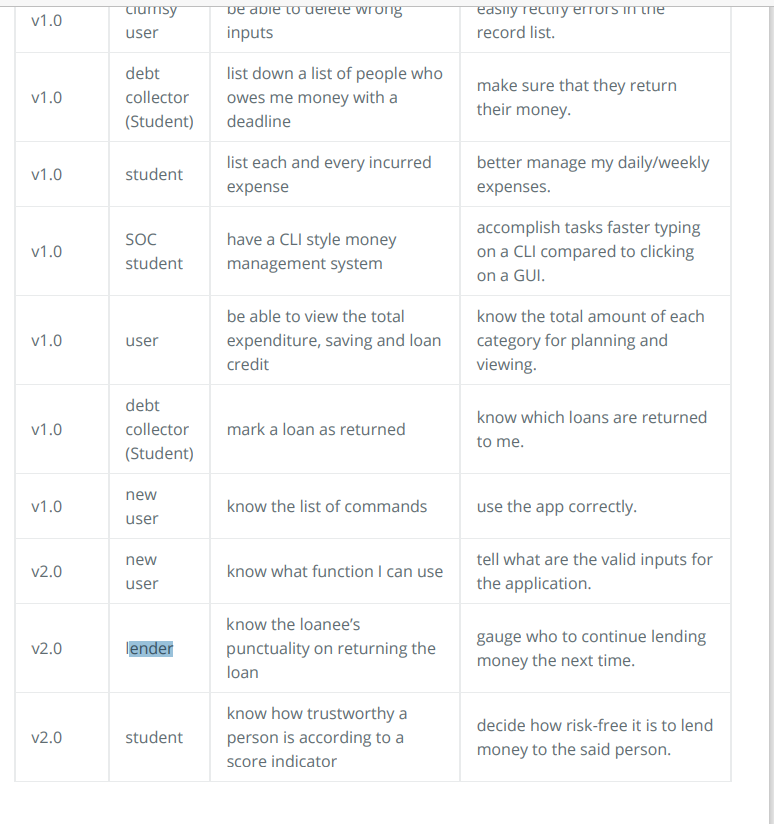 v1.0
clumsy
user
be able to delete wrong
inputs
easily rectify errors in the
record list.
v1.0
debt
collector
(Student)
list down a list of people who
owes me money with a
deadline
make sure that they return
their money.
v1.0
student
list each and every incurred
expense
better manage my daily/weekly
expenses.
v1.0
SOC
student
have a CLI style money
management system
accomplish tasks faster typing
on a CLI compared to clicking
on a GUI.
v1.0
user
be able to view the total
expenditure, saving and loan
credit
know the total amount of each
category for planning and
viewing.
v1.0
debt
collector
(Student)
mark a loan as returned
know which loans are returned
to me.
v1.0
new
user
know the list of commands
use the app correctly.
v2.0
new
user
know what function I can use
tell what are the valid inputs for
the application.
v2.0
lender
know the loanee’s
punctuality on returning the
loan
gauge who to continue lending
money the next time.
v2.0
student
know how trustworthy a
person is according to a
score indicator
decide how risk-free it is to lend
money to the said person.